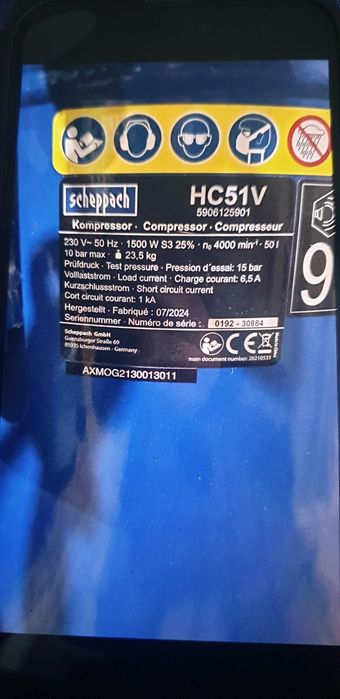 scheppach
HC51V
5906125901
Kompressor · Compressor · Compresseur
230 V~ 50 Hz · 1500 W S3 25% · n₀ 4000 min⁻¹ · 50 l
10 bar max · 23,5 kg
Prüfdruck · Test pressure · Pression d'essai: 15 bar
Volllaststrom · Load current · Charge courant: 6,5 A
Kurzschlussstrom · Short circuit current
Cort circuit courant: 1 kA
Hergestellt · Fabriqué : 07/2024
Seriennummer · Numéro de série : 0192 - 30884
Scheppach GmbH
Guenzburger Straße 69
89335 Ichenhausen · Germany
CE
main document number: 20210533
AXMOG2130013011
9